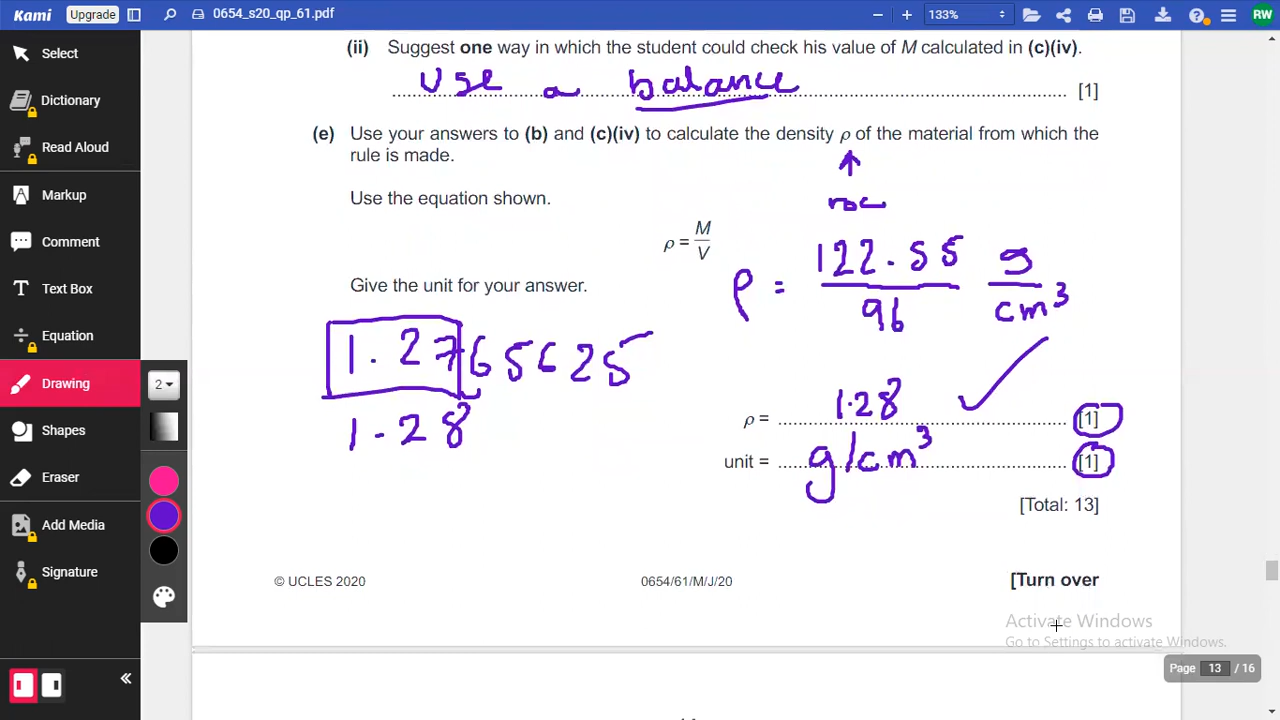 Kami
Upgrade
0654_s20_qp_61.pdf
133%
RW
Select
Dictionary
Read Aloud
Markup
Comment
Text Box
Equation
Drawing
2
Shapes
Eraser
Add Media
Signature
(ii) Suggest one way in which the student could check his value of M calculated in (c)(iv).
use a balance [1]
(e) Use your answers to (b) and (c)(iv) to calculate the density ρ of the material from which the
rule is made.
Use the equation shown.
ρ = M/V
Give the unit for your answer.
ρ = 122.55/96 g/cm³
1.2765625
1.28
ρ = 1.28 [1]
unit = g/cm³ [1]
[Total: 13]
© UCLES 2020 0654/61/M/J/20 [Turn over
Activate Windows
Go to Settings to activate Windows.
Page 13 / 16